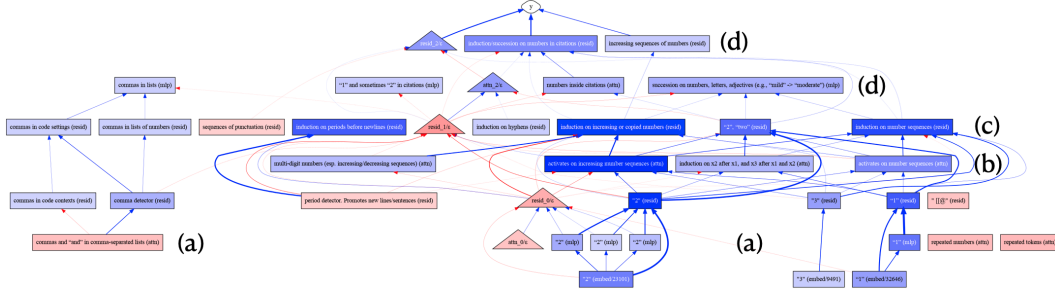 y
resid_2/ε
induction/succession on numbers in citations (resid)
increasing sequences of numbers (resid)
(d)
commas in lists (mlp)
“1” and sometimes “2” in citations (mlp)
attn_2/ε
numbers inside citations (attn)
succession on numbers, letters, adjectives (e.g., “mild” -> “moderate”) (mlp)
(d)
commas in code settings (resid)
commas in lists of numbers (resid)
sequences of punctuation (resid)
induction on periods before newlines (resid)
resid_1/ε
induction on hyphens (resid)
induction on increasing or copied numbers (resid)
“2”, “two” (resid)
induction on number sequences (resid)
(c)
multi-digit numbers (esp. increasing/decreasing sequences) (attn)
activates on increasing number sequences (attn)
induction on x2 after x1, and x3 after x1 and x2 (attn)
activates on number sequences (attn)
(b)
commas in code contexts (resid)
comma detector (resid)
period detector. Promotes new lines/sentences (resid)
resid_0/ε
“2” (resid)
“3” (resid)
“1” (resid)
commas and “and” in comma-separated lists (attn)
(a)
attn_0/ε
“2” (mlp)
“2” (mlp)
“2” (mlp)
(a)
“1” (mlp)
repeated numbers (attn)
repeated tokens (attn)
“2” (embed/23101)
“3” (embed/9491)
“1” (embed/32646)